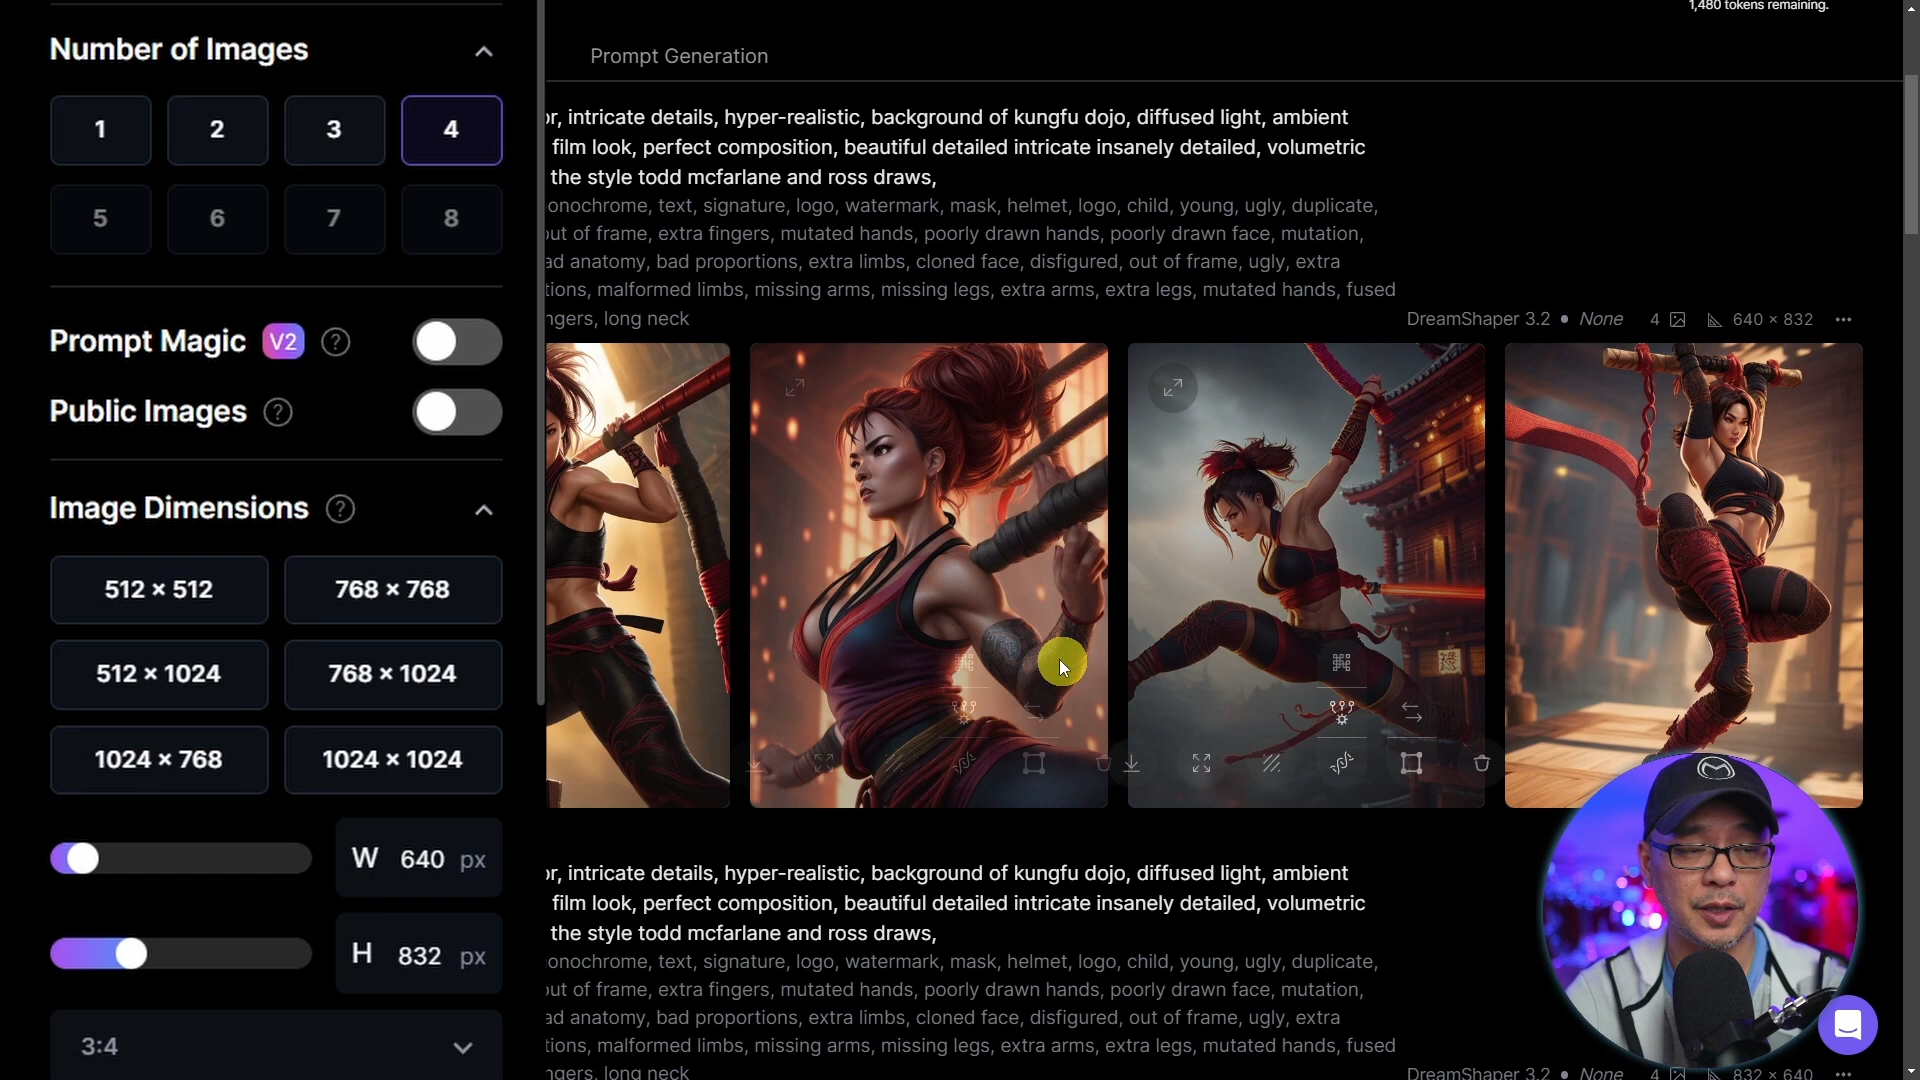 1,480 tokens remaining.
Number of Images
1 2 3 4
5 6 7 8
Prompt Magic V2 ?
Public Images ?
Image Dimensions ?
512 × 512 768 × 768
512 × 1024 768 × 1024
1024 × 768 1024 × 1024
W 640 px
H 832 px
3:4
Prompt Generation
or, intricate details, hyper-realistic, background of kungfu dojo, diffused light, ambient
film look, perfect composition, beautiful detailed intricate insanely detailed, volumetric
the style todd mcfarlane and ross draws,
onochrome, text, signature, logo, watermark, mask, helmet, logo, child, young, ugly, duplicate,
out of frame, extra fingers, mutated hands, poorly drawn hands, poorly drawn face, mutation,
ad anatomy, bad proportions, extra limbs, cloned face, disfigured, out of frame, ugly, extra
tions, malformed limbs, missing arms, missing legs, extra arms, extra legs, mutated hands, fused
ngers, long neck
DreamShaper 3.2 • None 4 640 × 832 ...
or, intricate details, hyper-realistic, background of kungfu dojo, diffused light, ambient
film look, perfect composition, beautiful detailed intricate insanely detailed, volumetric
the style todd mcfarlane and ross draws,
onochrome, text, signature, logo, watermark, mask, helmet, logo, child, young, ugly, duplicate,
out of frame, extra fingers, mutated hands, poorly drawn hands, poorly drawn face, mutation,
ad anatomy, bad proportions, extra limbs, cloned face, disfigured, out of frame, ugly, extra
tions, malformed limbs, missing arms, missing legs, extra arms, extra legs, mutated hands, fused
ngers, long neck
DreamShaper 3.2 • None 4 832 × 640 ...